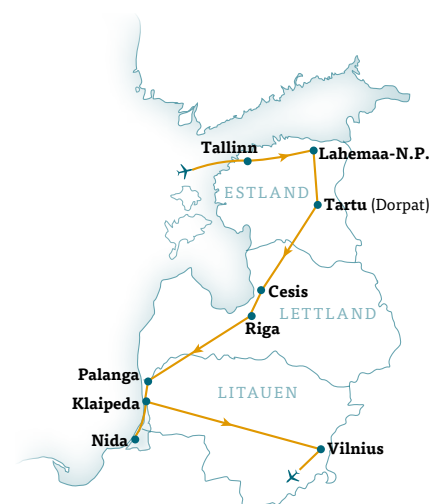 Tallinn
Lahemaa-N.P.
ESTLAND
Tartu (Dorpat)
Cesis
LETTLAND
Riga
Palanga
LITAUEN
Klaipeda
Nida
Vilnius